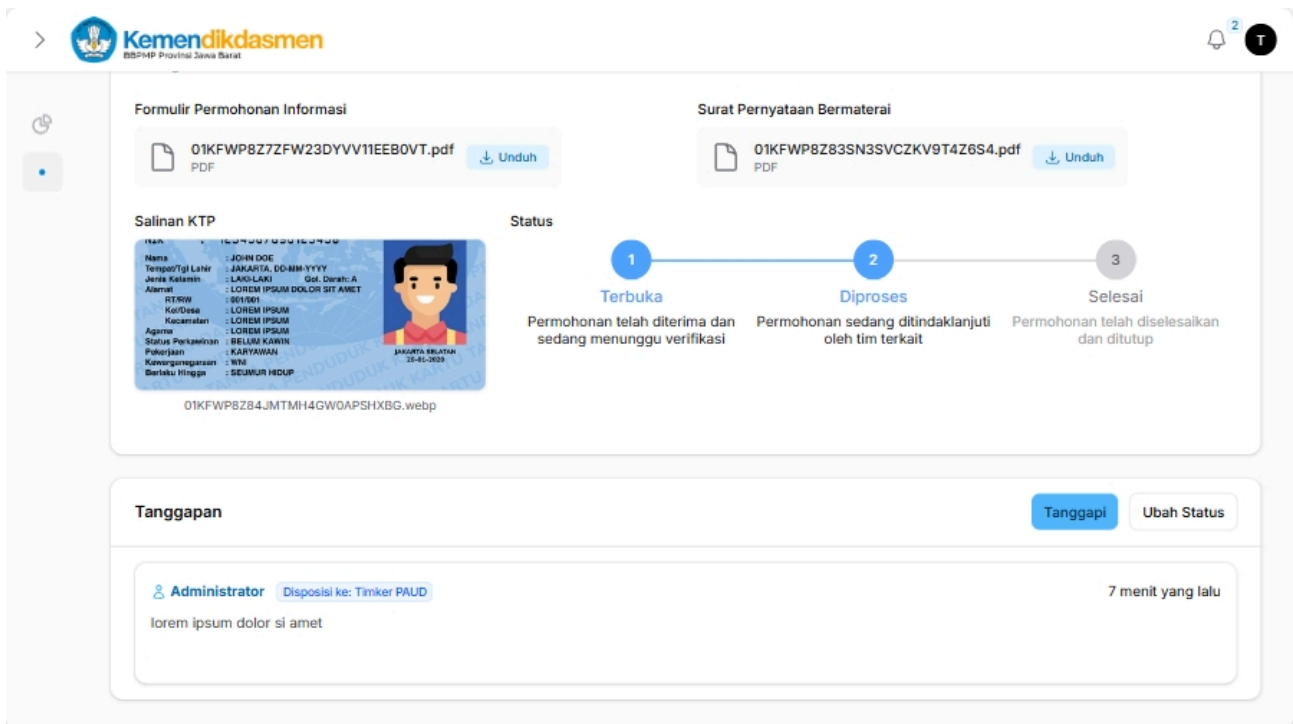 Kemendikdasmen
BBPMP Provinsi Jawa Barat
2
T
Formulir Permohonan Informasi
01KFWP8Z7ZFW23DYVV11EEB0VT.pdf
PDF
Unduh
Surat Pernyataan Bermaterai
01KFWP8Z83SN3SVCZKV9T4Z6S4.pdf
PDF
Unduh
Salinan KTP
Nama : JOHN DOE
Tempat/Tgl Lahir : JAKARTA, DD-MM-YYYY
Jenis Kelamin : LAKI-LAKI Gol. Darah: A
Alamat : LOREM IPSUM DOLOR SIT AMET
RT/RW : 001/001
Kel/Desa : LOREM IPSUM
Kecamatan : LOREM IPSUM
Agama : LOREM IPSUM
Status Perkawinan : BELUM KAWIN
Pekerjaan : KARYAWAN
Kewarganegaraan : WNI
Berlaku Hingga : SEUMUR HIDUP
JAKARTA SELATAN
01KFWP8Z84JMTMH4GW0APSHXBG.webp
Status
1
Terbuka
Permohonan telah diterima dan
sedang menunggu verifikasi
2
Diproses
Permohonan sedang ditindaklanjuti
oleh tim terkait
3
Selesai
Permohonan telah diselesaikan
dan ditutup
Tanggapan
Tanggapi
Ubah Status
Administrator
Disposisi ke: Timker PAUD
7 menit yang lalu
lorem ipsum dolor si amet